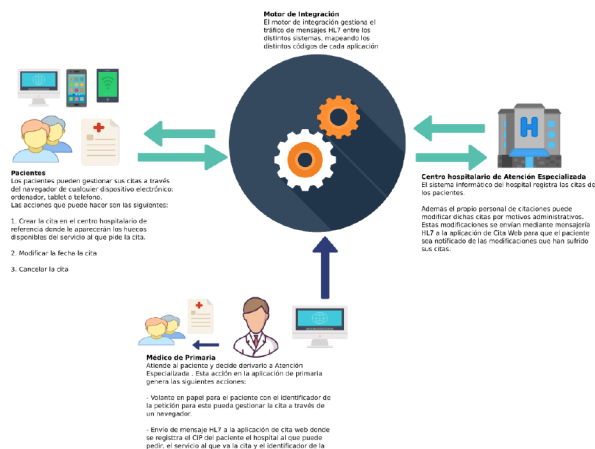 Motor de Integración
El motor de integración gestiona el
tráfico de mensajes HL7 entre los
distintos sistemas, mapeando los
distintos códigos de cada aplicación
Pacientes
Los pacientes pueden gestionar sus citas a través
del navegador de cualquier dispositivo electrónico:
ordenador, tablet o telefono.
Las acciones que puede hacer son las siguientes:
1. Crear la cita en el centro hospitalario de
referencia donde le aparecerán los huecos
disponibles del servicio al que pide la cita.
2. Modificar la fecha la cita
3. Cancelar la cita
H
Centro hospitalario de Atención Especializada
El sistema informático del hospital registra las citas de
los pacientes.
Además el propio personal de citaciones puede
modificar dichas citas por motivos administrativos.
Estas modificaciones se envían mediante mensajería
HL7 a la aplicación de Cita Web para que el paciente
sea notificado de las modificaciones que han sufrido
sus citas.
Médico de Primaria
Atiende al paciente y decide derivarlo a Atención
Especializada . Esta acción en la aplicación de primaria
genera las siguientes acciones:
- Volante en papel para el paciente con el identificador de
la petición para este pueda gestionar la cita a través de
un navegador.
- Envío de mensaje HL7 a la aplicación de cita web donde
se registra el CIP del paciente el hospital al que puede
pedir, el servicio al que va la cita y el identificador de la